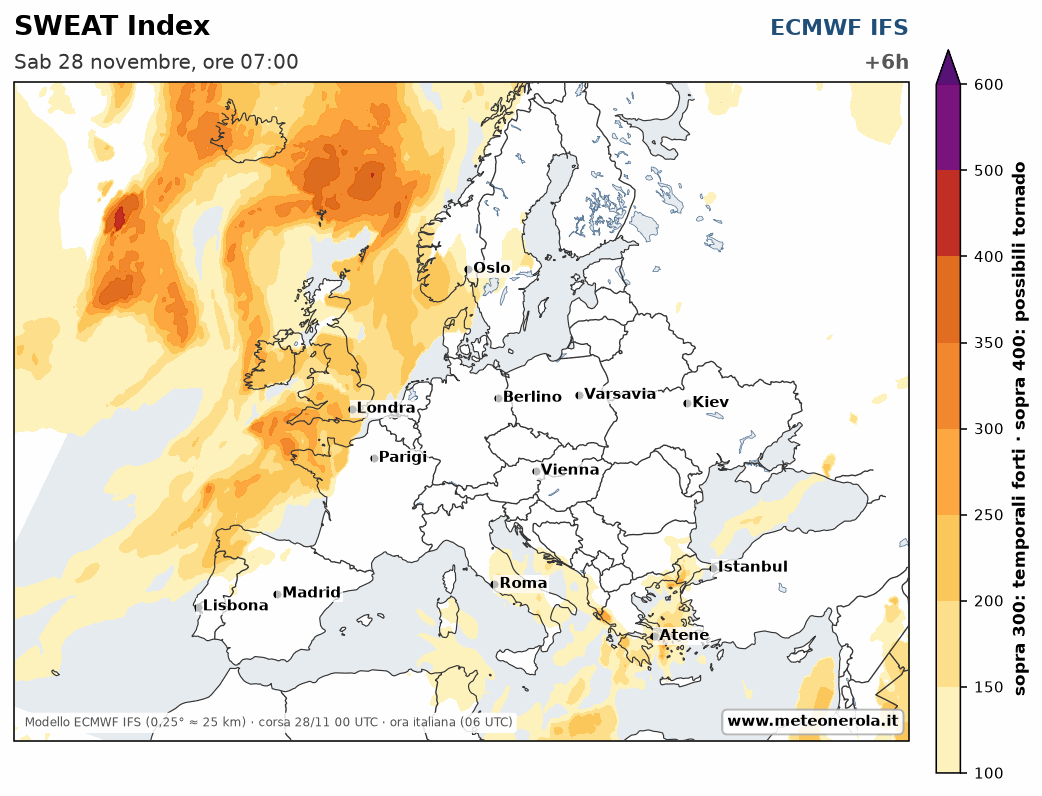 SWEAT Index
ECMWF IFS
Sab 28 novembre, ore 07:00
+6h
600
500
400
350
300
250
200
150
100
sopra 300: temporali forti · sopra 400: possibili tornado
Oslo
Londra
Berlino
Varsavia
Kiev
Parigi
Vienna
Istanbul
Roma
Madrid
Lisbona
Atene
Modello ECMWF IFS (0,25° ≈ 25 km) · corsa 28/11 00 UTC · ora italiana (06 UTC)
www.meteonerola.it